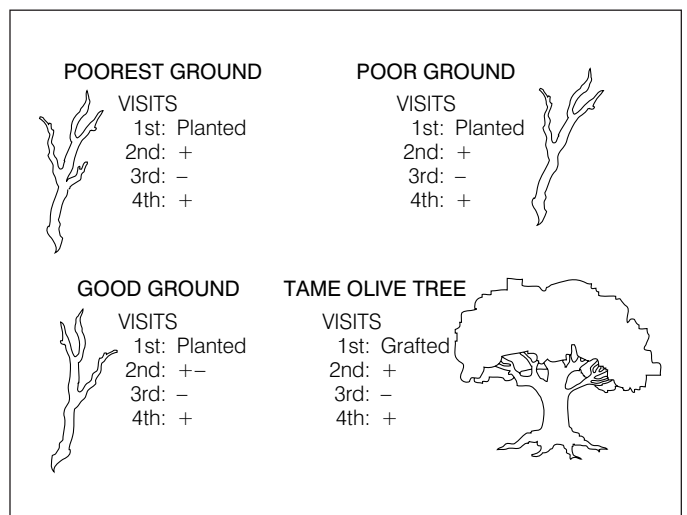 POOREST GROUND
VISITS
1st: Planted
2nd: +
3rd: –
4th: +
POOR GROUND
VISITS
1st: Planted
2nd: +
3rd: –
4th: +
GOOD GROUND
VISITS
1st: Planted
2nd: +–
3rd: –
4th: +
TAME OLIVE TREE
VISITS
1st: Grafted
2nd: +
3rd: –
4th: +